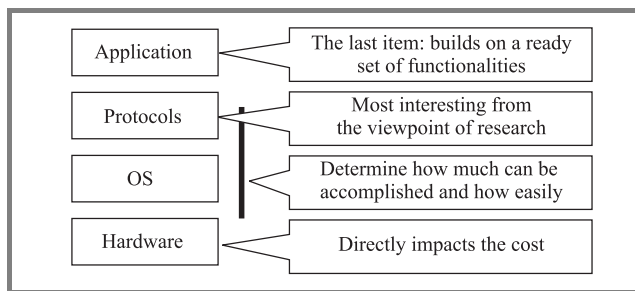 Application
The last item: builds on a ready
set of functionalities
Protocols
Most interesting from
the viewpoint of research
OS
Determine how much can be
accomplished and how easily
Hardware
Directly impacts the cost